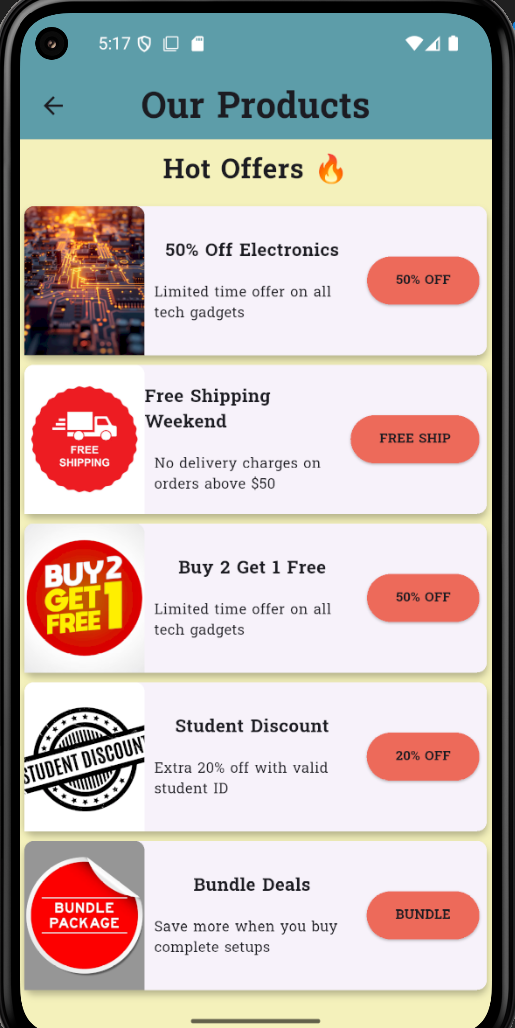 5:17
Our Products
Hot Offers 🔥
50% Off Electronics
Limited time offer on all
tech gadgets
50% OFF
FREE
SHIPPING
Free Shipping
Weekend
No delivery charges on
orders above $50
FREE SHIP
BUY 2
GET 1
FREE
Buy 2 Get 1 Free
Limited time offer on all
tech gadgets
50% OFF
STUDENT DISCOUNT
Student Discount
Extra 20% off with valid
student ID
20% OFF
BUNDLE
PACKAGE
Bundle Deals
Save more when you buy
complete setups
BUNDLE